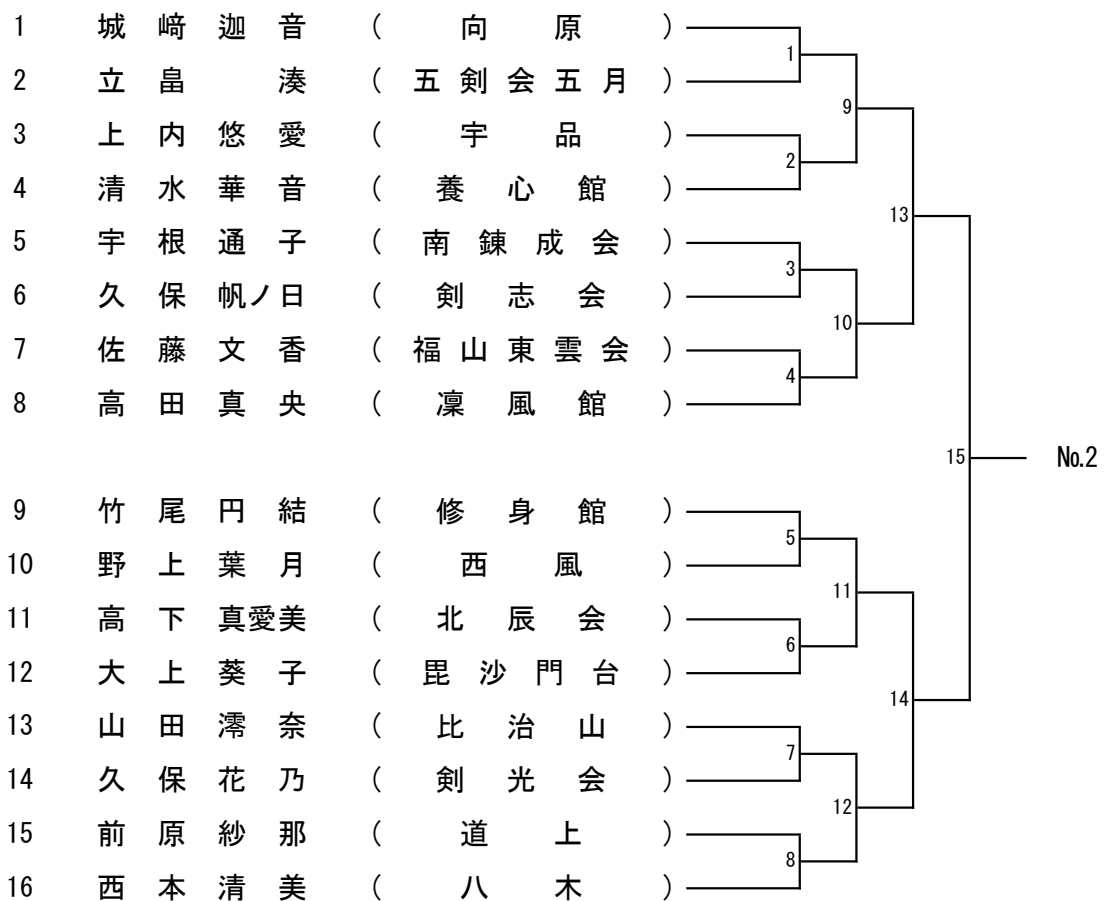 1 城﨑迦音 (向原)
1
2 立畠湊 (五剣会五月)
9
3 上内悠愛 (宇品)
2
4 清水華音 (養心館)
13
5 宇根通子 (南錬成会)
3
6 久保帆ノ日 (剣志会)
10
7 佐藤文香 (福山東雲会)
4
8 高田真央 (凜風館)
15 №2
9 竹尾円結 (修身館)
5
10 野上葉月 (西風)
11
11 高下真愛美 (北辰会)
6
12 大上葵子 (毘沙門台)
14
13 山田澪奈 (比治山)
7
14 久保花乃 (剣光会)
12
15 前原紗那 (道上)
8
16 西本清美 (八木)